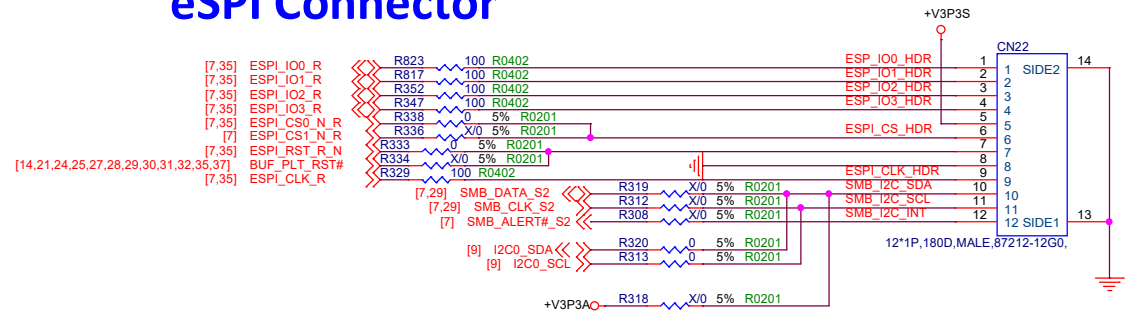 eSPI Connector
+V3P3S
CN22
[7,35] ESPI_IO0_R R823 100 R0402 ESP_IO0_HDR 1 1 SIDE2 14
[7,35] ESPI_IO1_R R817 100 R0402 ESP_IO1_HDR 2 2
[7,35] ESPI_IO2_R R352 100 R0402 ESP_IO2_HDR 3 3
[7,35] ESPI_IO3_R R347 100 R0402 ESP_IO3_HDR 4 4
[7,35] ESPI_CS0_N_R R338 0 5% R0201 5 5
[7] ESPI_CS1_N_R R336 X/0 5% R0201 ESPI_CS_HDR 6 6
[7,35] ESPI_RST_R_N R333 0 5% R0201 7 7
[14,21,24,25,27,28,29,30,31,32,35,37] BUF_PLT_RST# R334 X/0 5% R0201 8 8
[7,35] ESPI_CLK_R R329 100 R0402 ESPI_CLK_HDR 9 9
[7,29] SMB_DATA_S2 R319 X/0 5% R0201 SMB_I2C_SDA 10 10
[7,29] SMB_CLK_S2 R312 X/0 5% R0201 SMB_I2C_SCL 11 11
[7] SMB_ALERT#_S2 R308 X/0 5% R0201 SMB_I2C_INT 12 12 SIDE1 13
12*1P,180D,MALE,87212-12G0,
[9] I2C0_SDA R320 0 5% R0201
[9] I2C0_SCL R313 0 5% R0201
+V3P3A R318 X/0 5% R0201